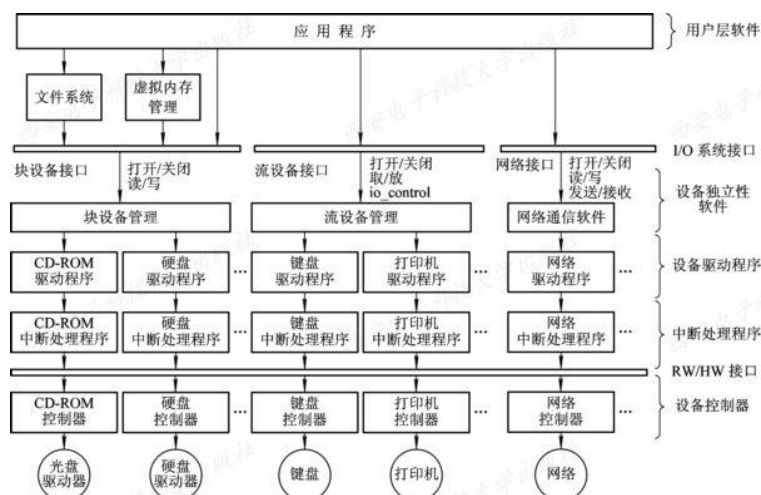 应用程序
用户层软件
文件系统
虚拟内存
管理
I/O 系统接口
块设备接口
打开/关闭
读/写
流设备接口
打开/关闭
取/放
io_control
网络接口
打开/关闭
读/写
发送/接收
设备独立性
软件
块设备管理
流设备管理
网络通信软件
CD-ROM
驱动程序
硬盘
驱动程序
...
键盘
驱动程序
打印机
驱动程序
...
网络
驱动程序
...
设备驱动程序
CD-ROM
中断处理程序
硬盘
中断处理程序
...
键盘
中断处理程序
打印机
中断处理程序
...
网络
中断处理程序
...
中断处理程序
RW/HW 接口
CD-ROM
控制器
硬盘
控制器
...
键盘
控制器
打印机
控制器
...
网络
控制器
...
设备控制器
光盘
驱动器
硬盘
驱动器
键盘
打印机
网络
西安电子科技大学出版社